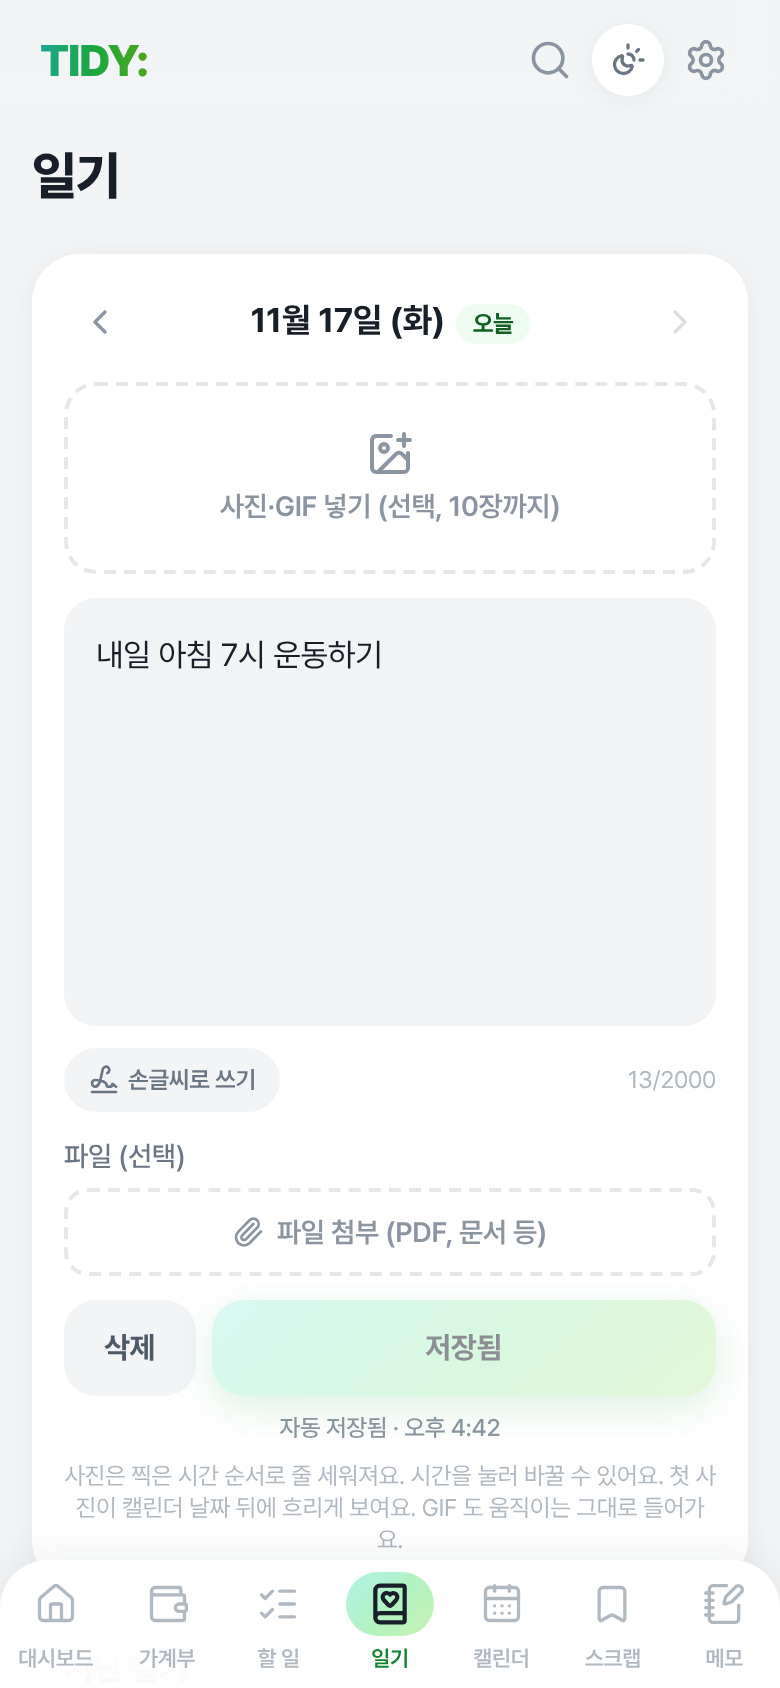 TIDY:
일기
11월 17일 (화) 오늘
사진·GIF 넣기 (선택, 10장까지)
내일 아침 7시 운동하기
손글씨로 쓰기 13/2000
파일 (선택)
파일 첨부 (PDF, 문서 등)
삭제 저장됨
자동 저장됨 · 오후 4:42
사진은 찍은 시간 순서로 줄 세워져요. 시간을 눌러 바꿀 수 있어요. 첫 사
진이 캘린더 날짜 뒤에 흐리게 보여요. GIF 도 움직이는 그대로 들어가
요.
대시보드 가계부 할 일 일기 캘린더 스크랩 메모